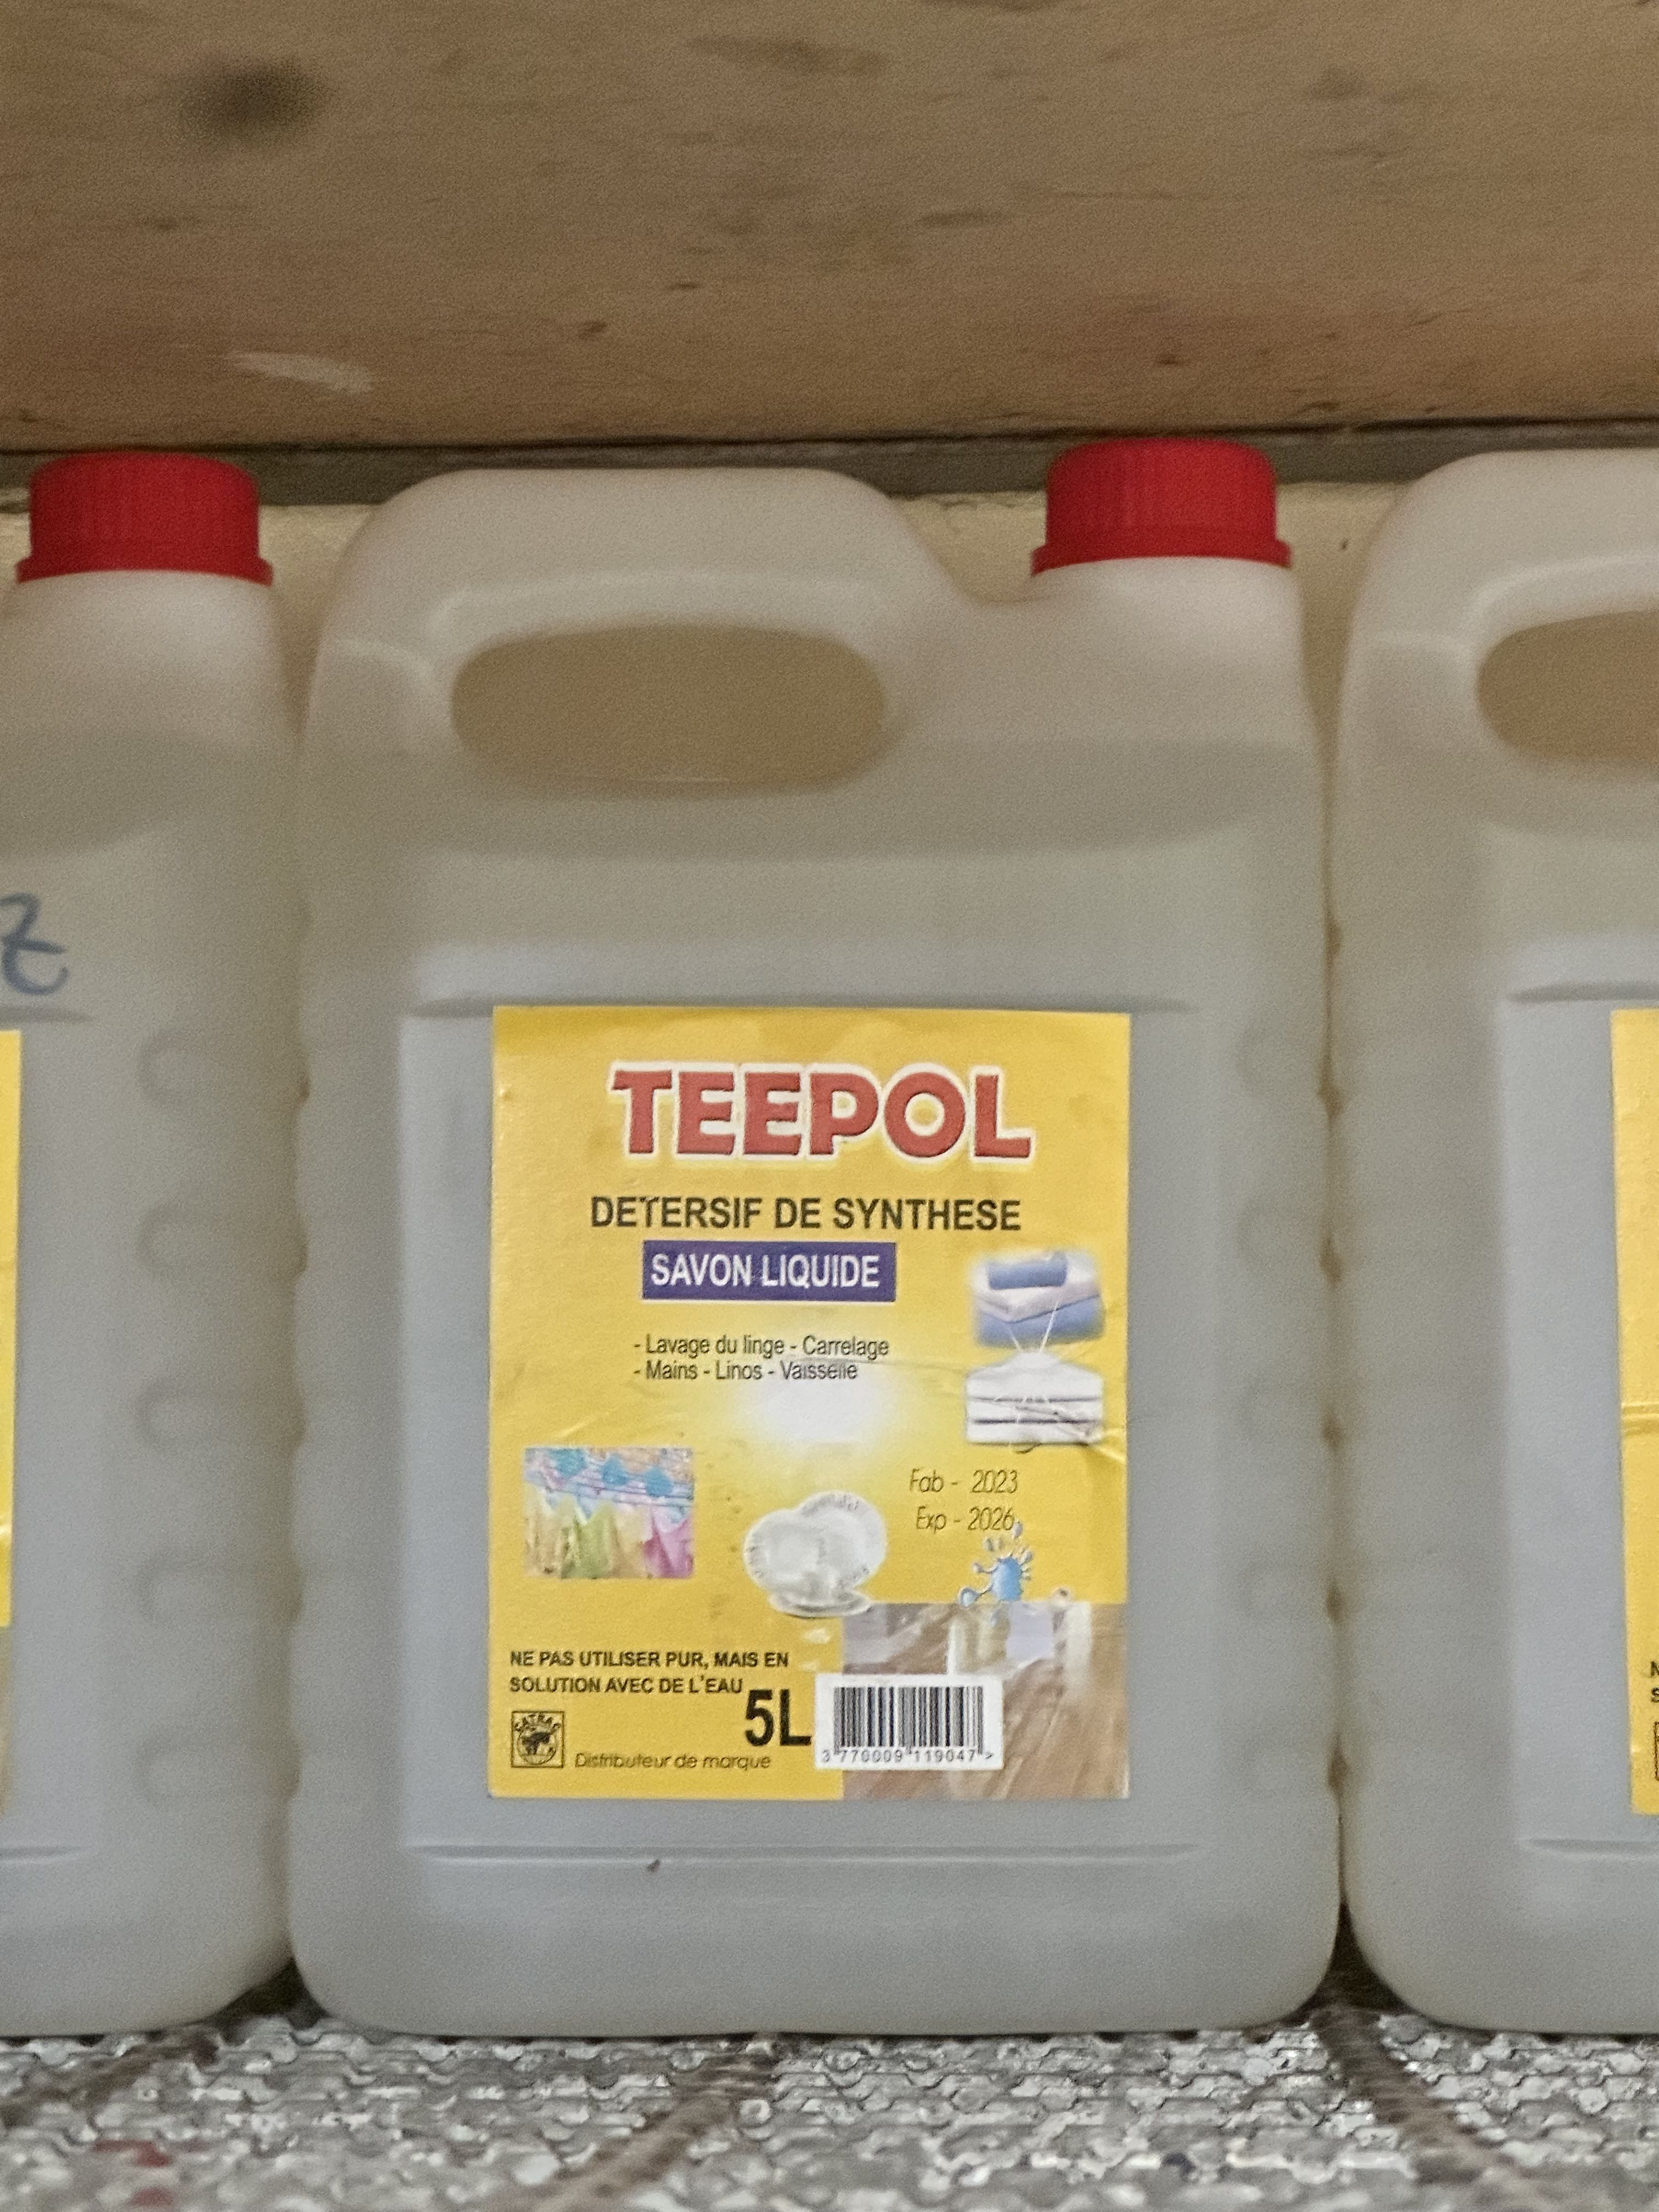 TEEPOL
DETERSIF DE SYNTHESE
SAVON LIQUIDE
- Lavage du linge - Carrelage
- Mains - Linos - Vaisselle
Fab - 2023
Exp - 2026
NE PAS UTILISER PUR, MAIS EN
SOLUTION AVEC DE L'EAU
5L
Distributeur de marque
3 770009 119047 >